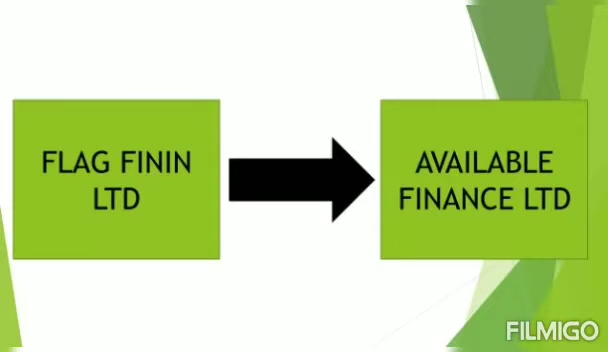 FLAG FININ
LTD
AVAILABLE
FINANCE LTD
FILMIGO